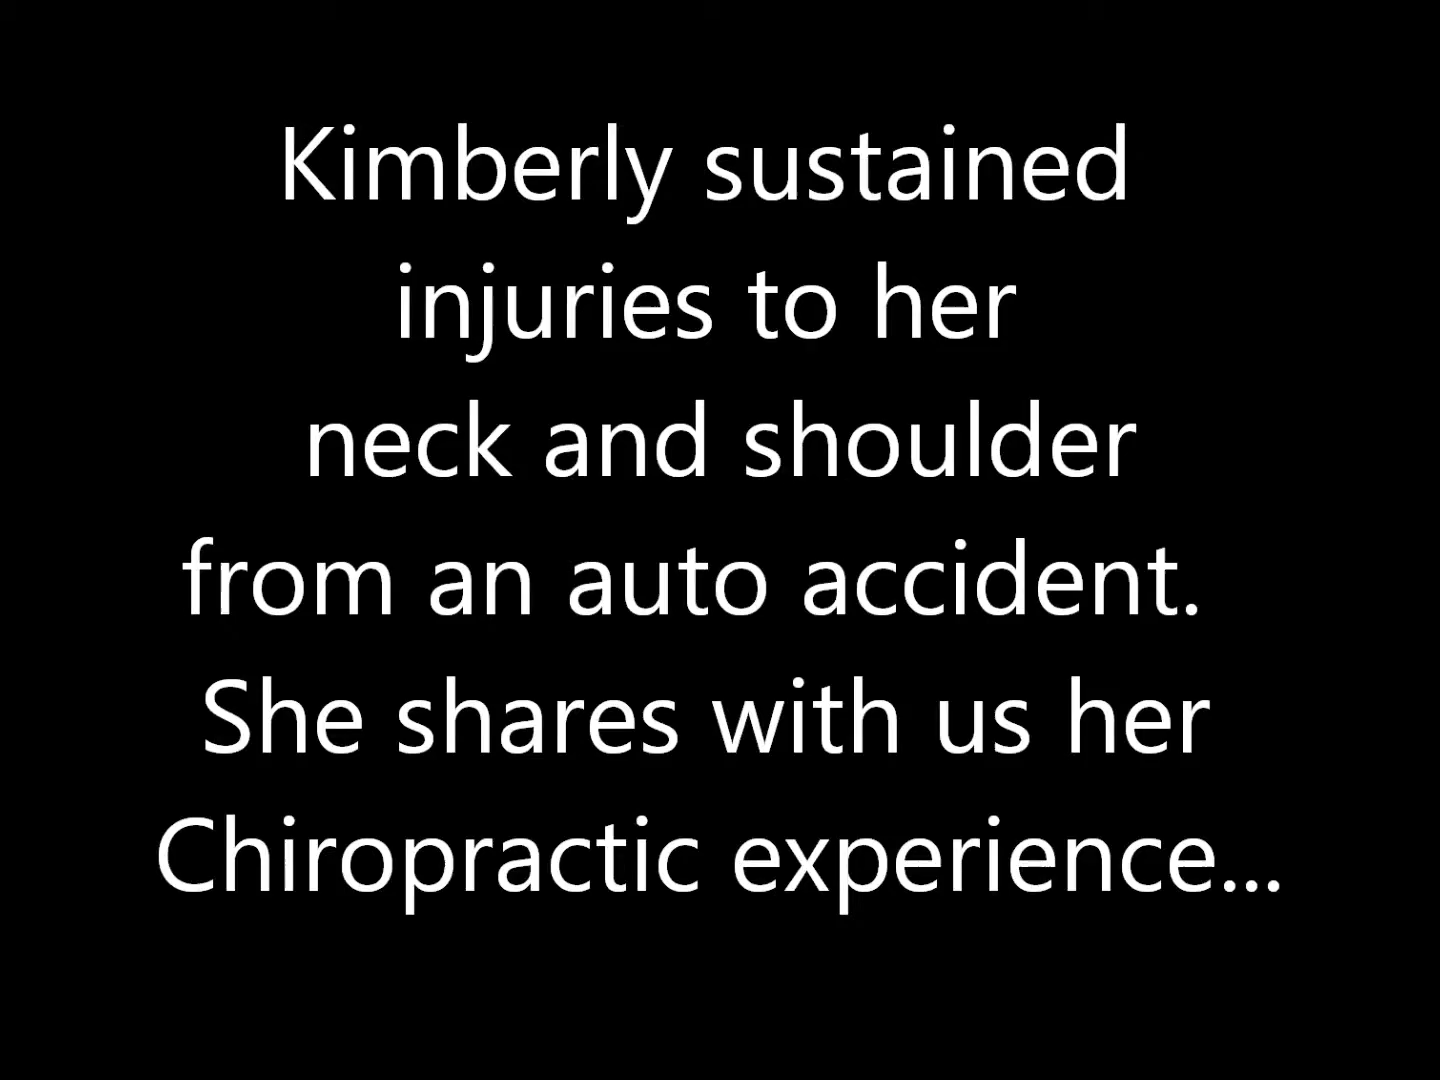 Kimberly sustained
injuries to her
neck and shoulder
from an auto accident.
She shares with us her
Chiropractic experience...